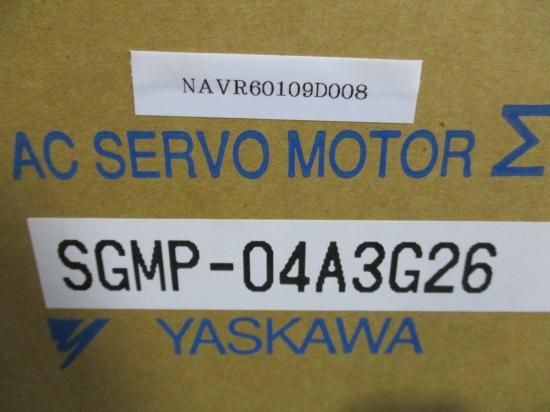 NAVR60109D008
AC SERVO MOTOR Σ
SGMP-04A3G26
YASKAWA